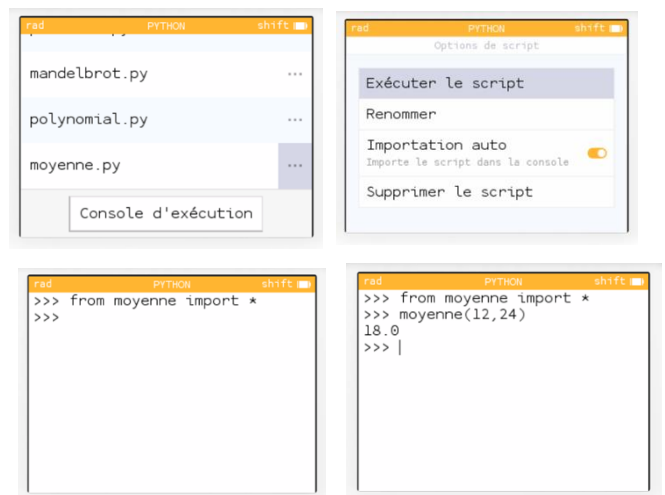 rad PYTHON shift
mandelbrot.py ...
polynomial.py ...
moyenne.py ...
Console d'exécution
rad PYTHON shift
Options de script
Exécuter le script
Renommer
Importation auto
Importe le script dans la console
Supprimer le script
rad PYTHON shift
>>> from moyenne import *
>>>
rad PYTHON shift
>>> from moyenne import *
>>> moyenne(12,24)
18.0
>>> |